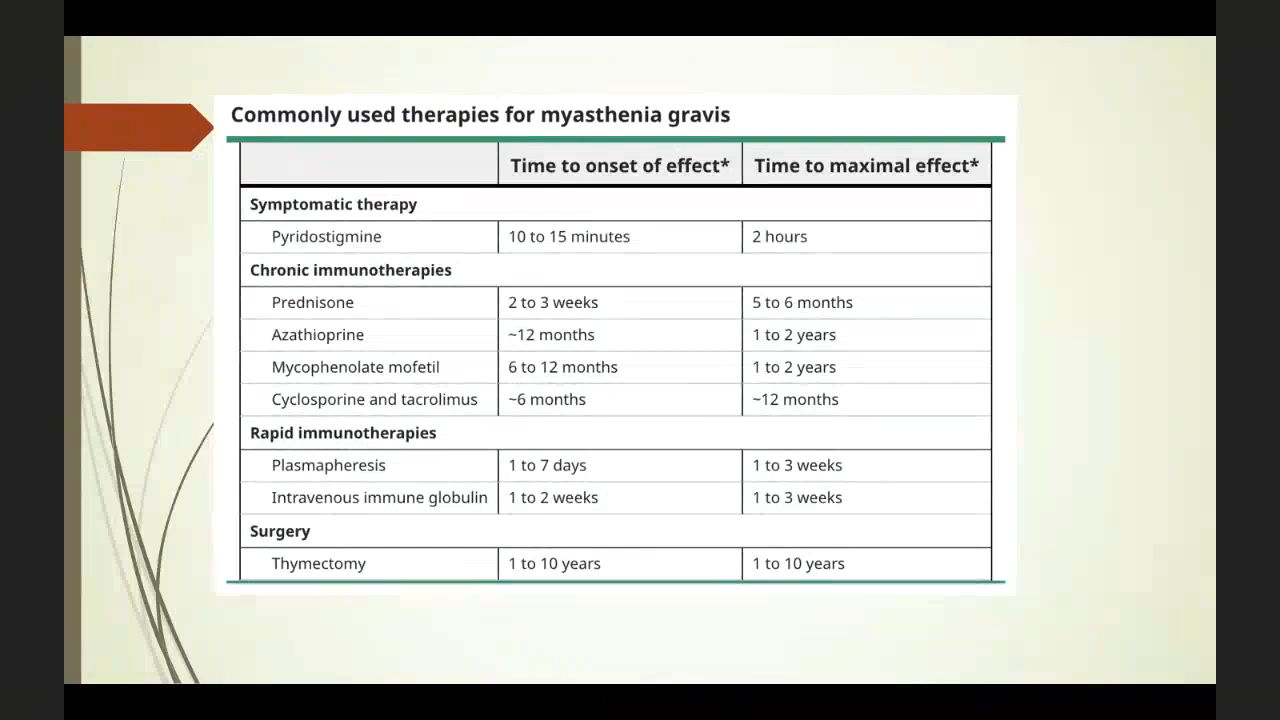 Commonly used therapies for myasthenia gravis
Time to onset of effect* Time to maximal effect*
Symptomatic therapy
Pyridostigmine 10 to 15 minutes 2 hours
Chronic immunotherapies
Prednisone 2 to 3 weeks 5 to 6 months
Azathioprine ~12 months 1 to 2 years
Mycophenolate mofetil 6 to 12 months 1 to 2 years
Cyclosporine and tacrolimus ~6 months ~12 months
Rapid immunotherapies
Plasmapheresis 1 to 7 days 1 to 3 weeks
Intravenous immune globulin 1 to 2 weeks 1 to 3 weeks
Surgery
Thymectomy 1 to 10 years 1 to 10 years